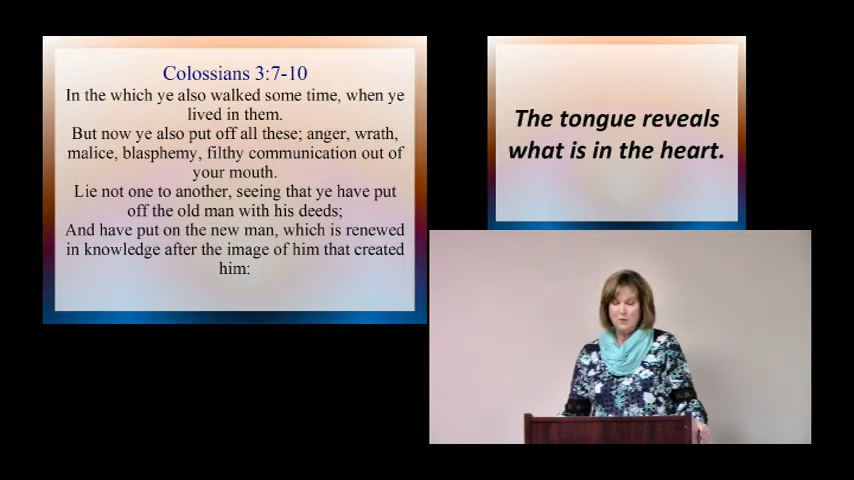 Colossians 3:7-10
In the which ye also walked some time, when ye
lived in them.
But now ye also put off all these; anger, wrath,
malice, blasphemy, filthy communication out of
your mouth.
Lie not one to another, seeing that ye have put
off the old man with his deeds;
And have put on the new man, which is renewed
in knowledge after the image of him that created
him:
The tongue reveals
what is in the heart.